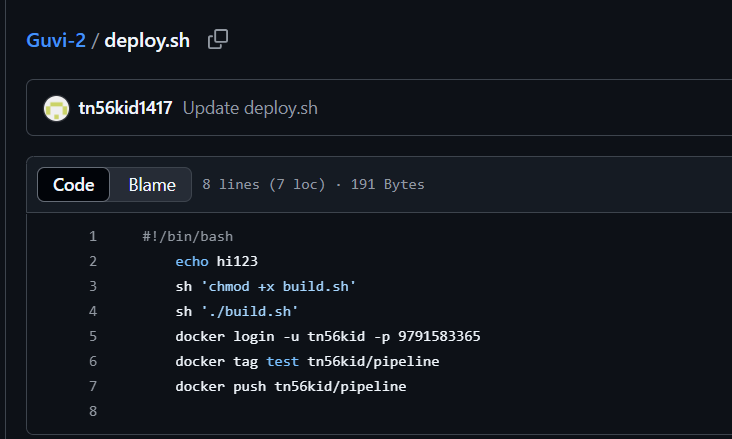 Guvi-2 / deploy.sh
tn56kid1417 Update deploy.sh
Code Blame 8 lines (7 loc) · 191 Bytes
1 #!/bin/bash
2 echo hi123
3 sh 'chmod +x build.sh'
4 sh './build.sh'
5 docker login -u tn56kid -p 9791583365
6 docker tag test tn56kid/pipeline
7 docker push tn56kid/pipeline
8